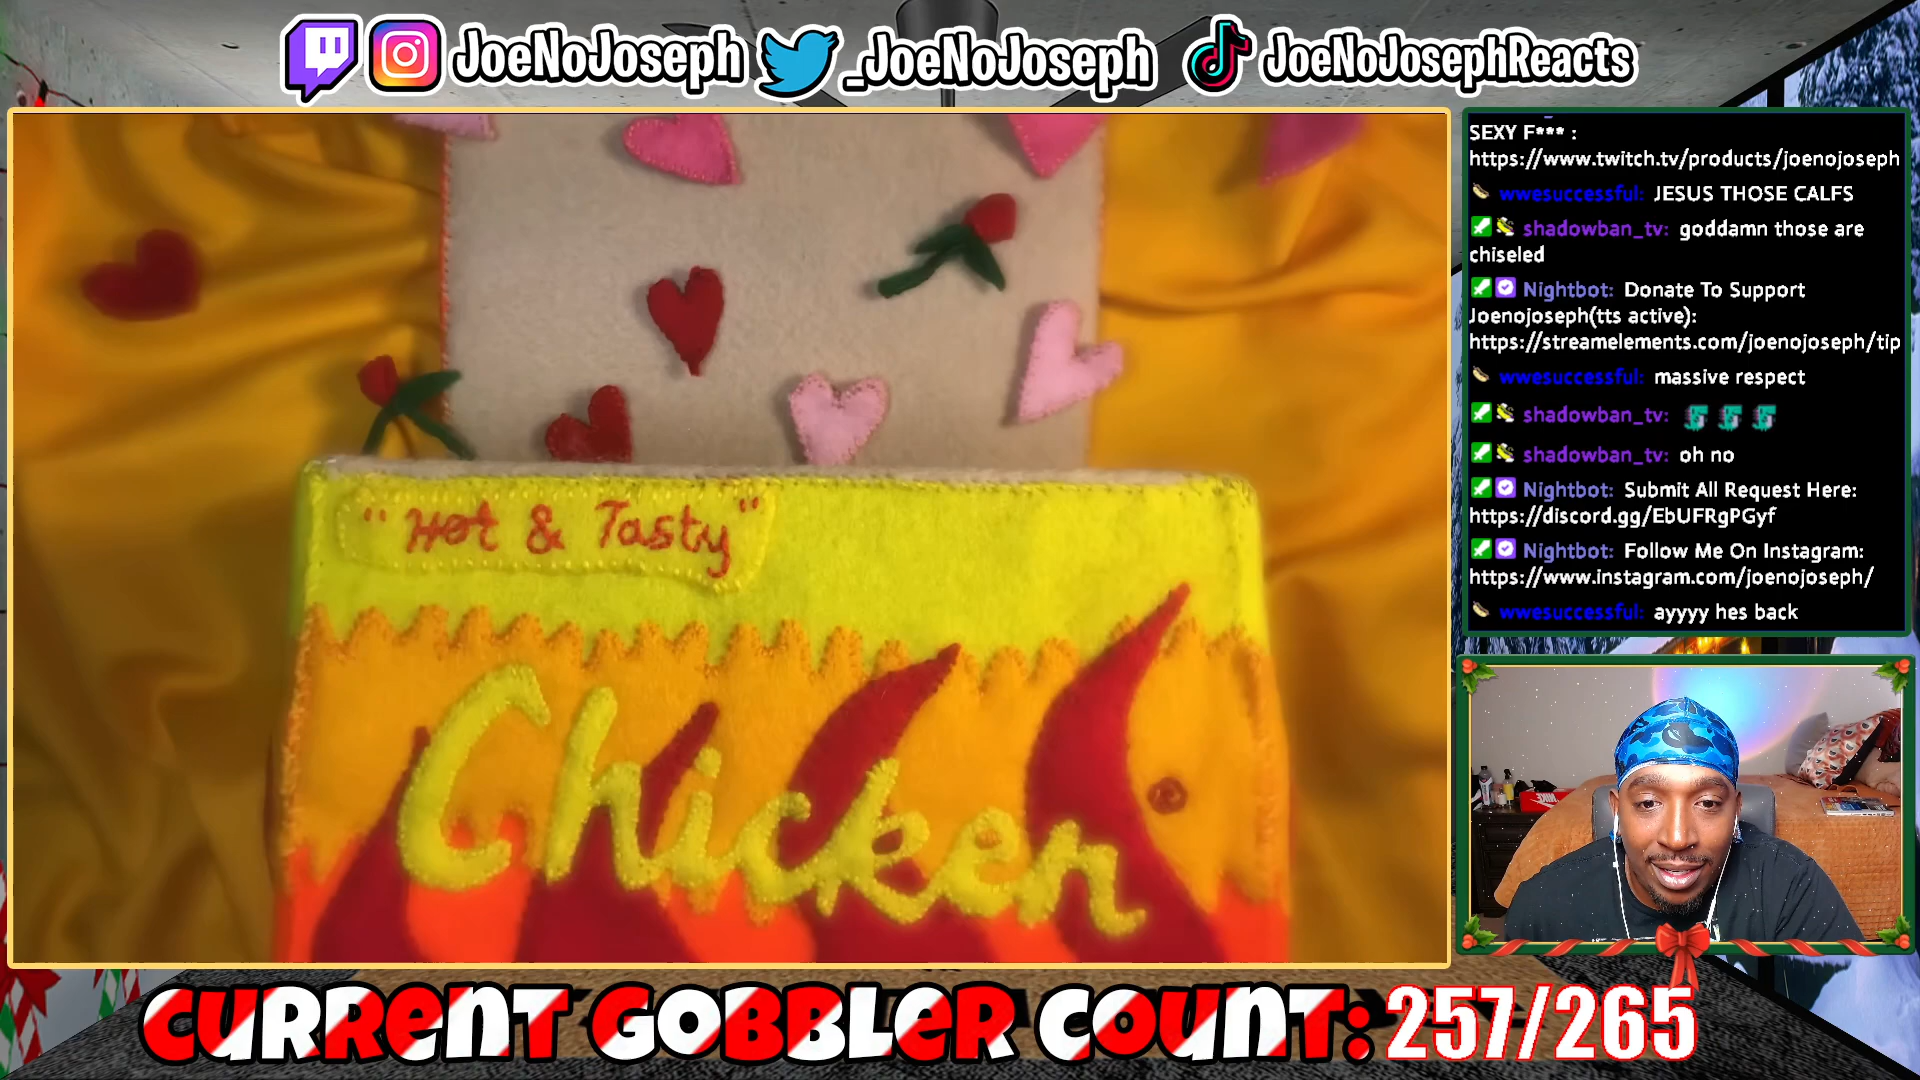 JoeNoJoseph
_JoeNoJoseph
JoeNoJosephReacts
SEXY F*** :
https://www.twitch.tv/products/joenojoseph
wwesuccessful: JESUS THOSE CALFS
shadowban_tv: goddamn those are
chiseled
Nightbot: Donate To Support
Joenojoseph(tts active):
https://streamelements.com/joenojoseph/tip
wwesuccessful: massive respect
shadowban_tv:
shadowban_tv: oh no
Nightbot: Submit All Request Here:
https://discord.gg/EbUFRgPGyf
Nightbot: Follow Me On Instagram:
https://www.instagram.com/joenojoseph/
wwesuccessful: ayyyy hes back
"Hot & Tasty"
Chicken
NIKE
CURRENT GOBBLER COUNT: 257/265